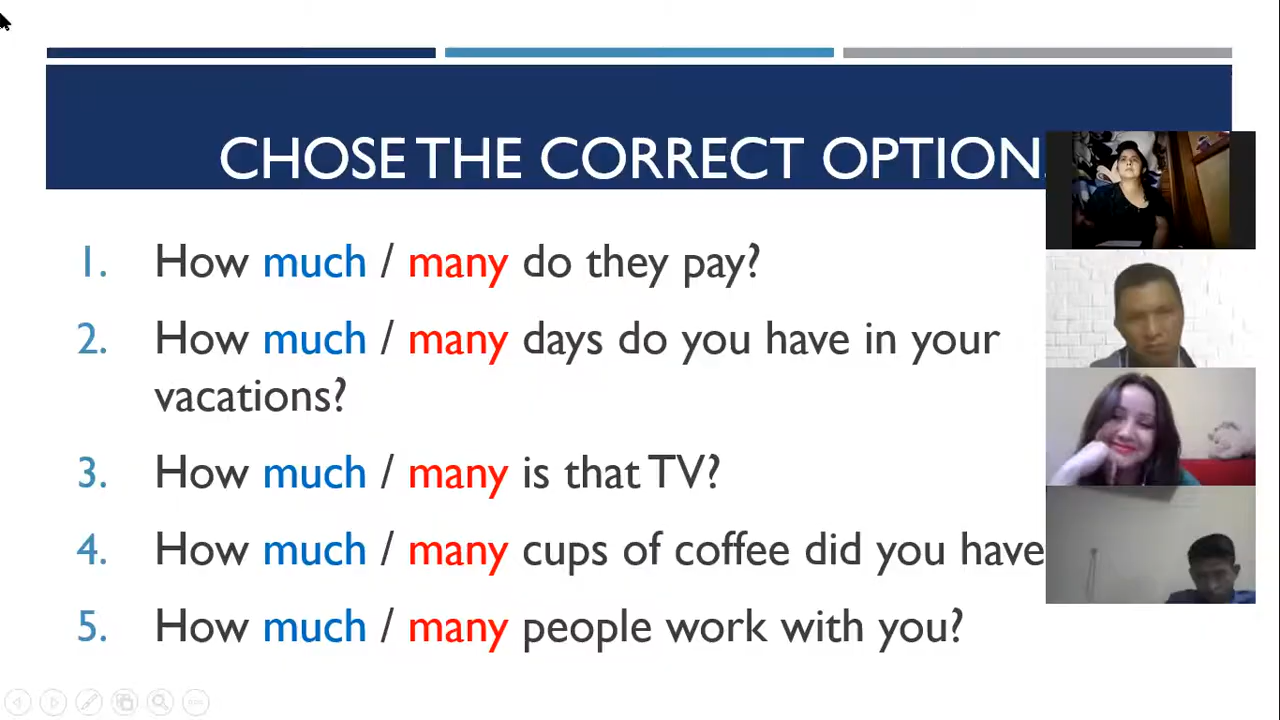 CHOSE THE CORRECT OPTION.
1. How much / many do they pay?
2. How much / many days do you have in your
vacations?
3. How much / many is that TV?
4. How much / many cups of coffee did you have
5. How much / many people work with you?